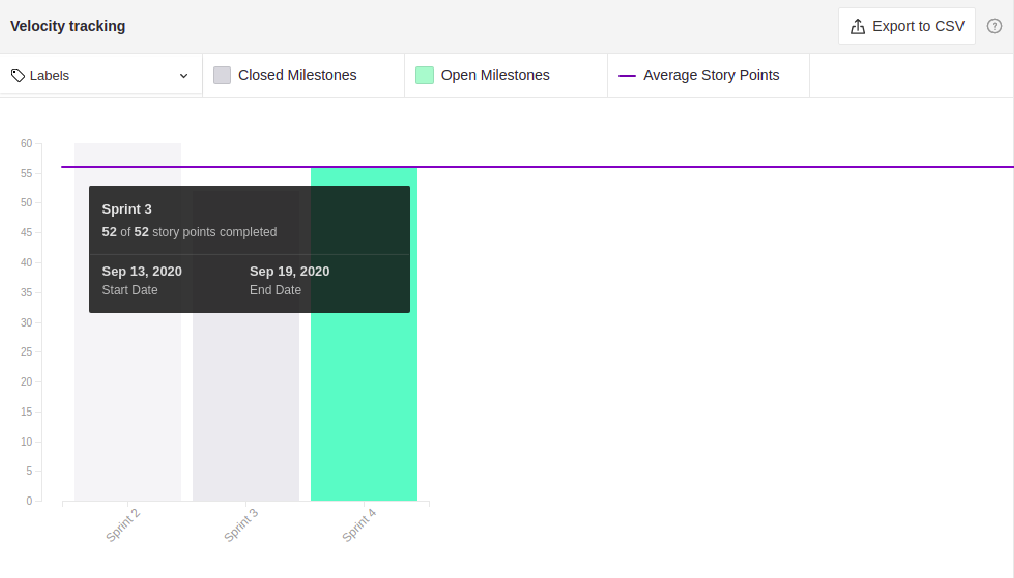 Velocity tracking
Export to CSV
?
Labels
Closed Milestones
Open Milestones
Average Story Points
60
55
50
45
40
35
30
25
20
15
10
5
0
Sprint 3
52 of 52 story points completed
Sep 13, 2020
Sep 19, 2020
Start Date
End Date
Sprint 2
Sprint 3
Sprint 4